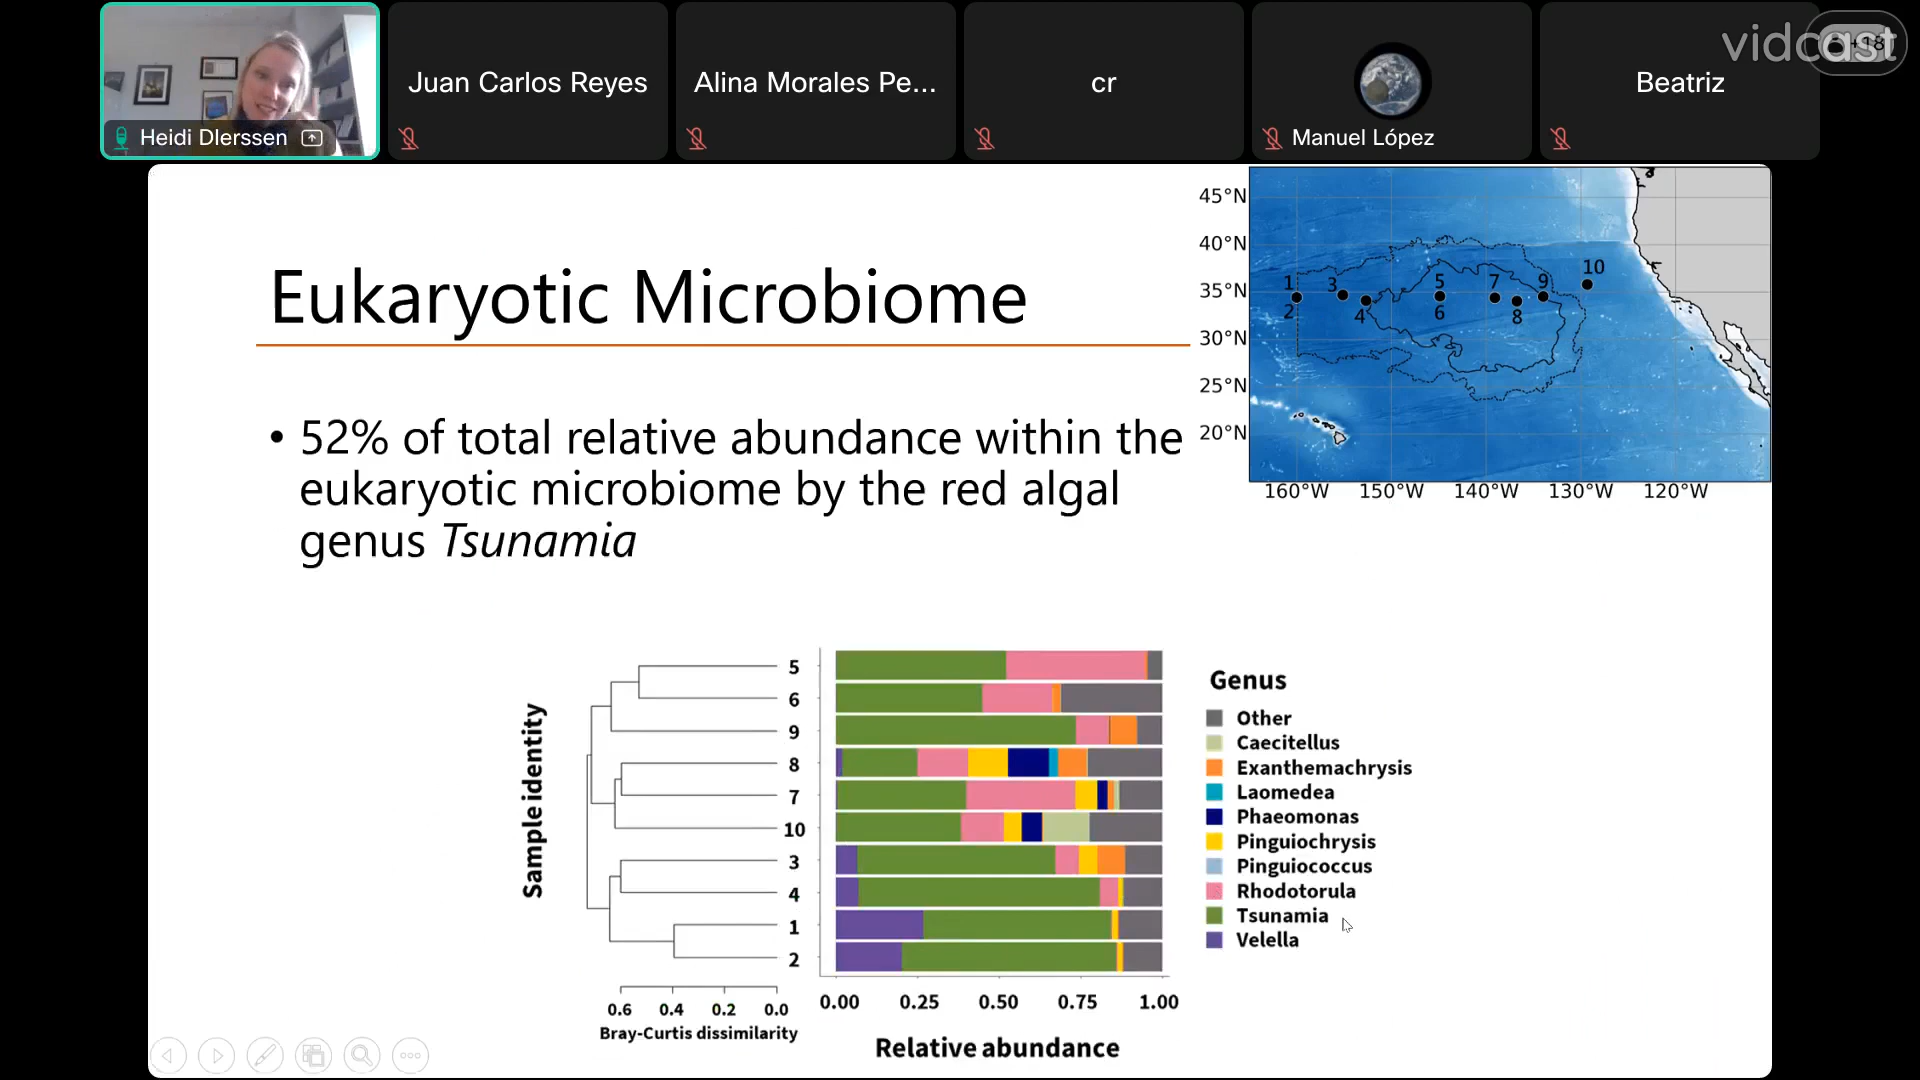 Heidi DIerssen
Juan Carlos Reyes
Alina Morales Pe...
cr
Manuel López
Beatriz
vidcast
Eukaryotic Microbiome
• 52% of total relative abundance within the
eukaryotic microbiome by the red algal
genus Tsunamia
45°N
40°N
35°N
30°N
25°N
20°N
160°W 150°W 140°W 130°W 120°W
1
2
3
4
5
6
7
8
9
10
Sample identity
5
6
9
8
7
10
3
4
1
2
0.6 0.4 0.2 0.0
Bray-Curtis dissimilarity
0.00 0.25 0.50 0.75 1.00
Relative abundance
Genus
Other
Caecitellus
Exanthemachrysis
Laomedea
Phaeomonas
Pinguiochrysis
Pinguiococcus
Rhodotorula
Tsunamia
Velella